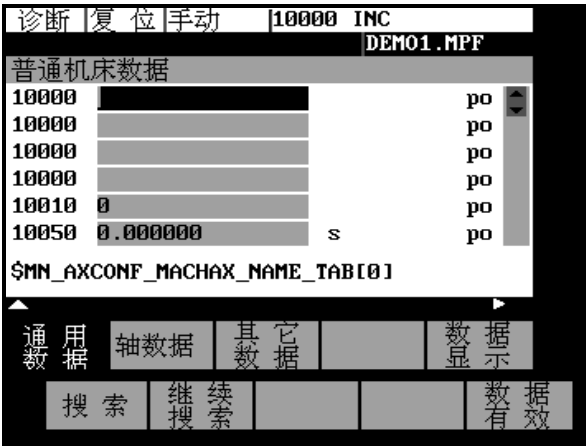 诊断 复 位 手动 10000 INC
DEMO1.MPF
普通机床数据
10000 po
10000 po
10000 po
10000 po
10010 0 po
10050 0.000000 s po
$MN_AXCONF_MACHAX_NAME_TAB[0]
通 用 数 据 轴数据 其 它 数 据 数 据 显 示
搜 索 继 续 搜 索 数 据 有 效